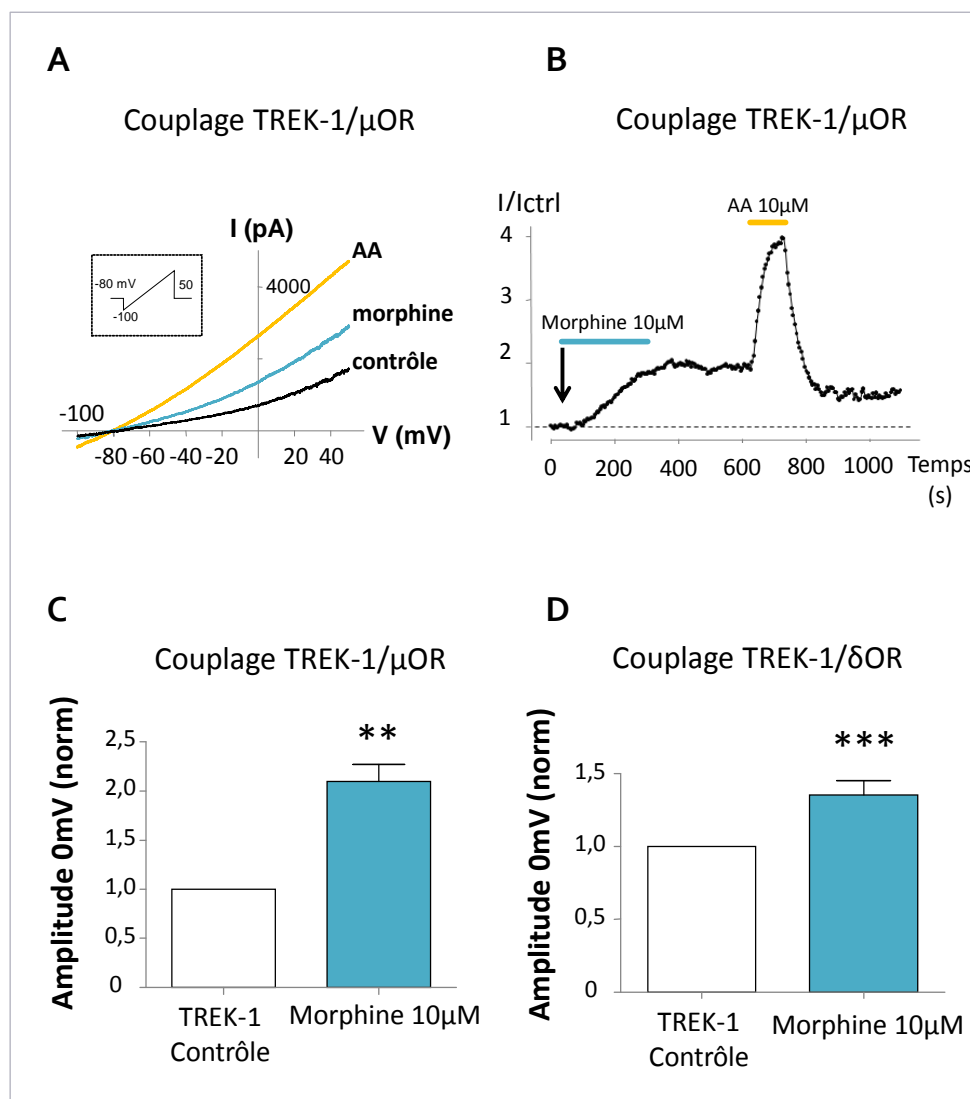 A
Couplage TREK-1/µOR
I (pA)
AA
4000
-80 mV
50
-100
morphine
contrôle
-100
V (mV)
-80 -60 -40 -20 20 40
B
Couplage TREK-1/µOR
I/Ictrl
AA 10µM
4
3
Morphine 10µM
2
1
0 200 400 600 800 1000 Temps
(s)
C
Couplage TREK-1/µOR
Amplitude 0mV (norm)
**
2,5
2,0
1,5
1,0
0,5
0
TREK-1
Contrôle
Morphine 10µM
D
Couplage TREK-1/δOR
Amplitude 0mV (norm)
***
1,5
1,0
0,5
0
TREK-1
Contrôle
Morphine 10µM